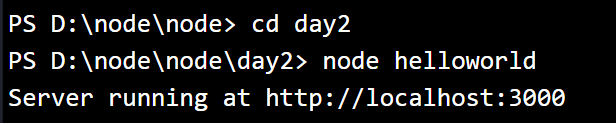 PS D:\node\node> cd day2
PS D:\node\node\day2> node helloworld
Server running at http://localhost:3000